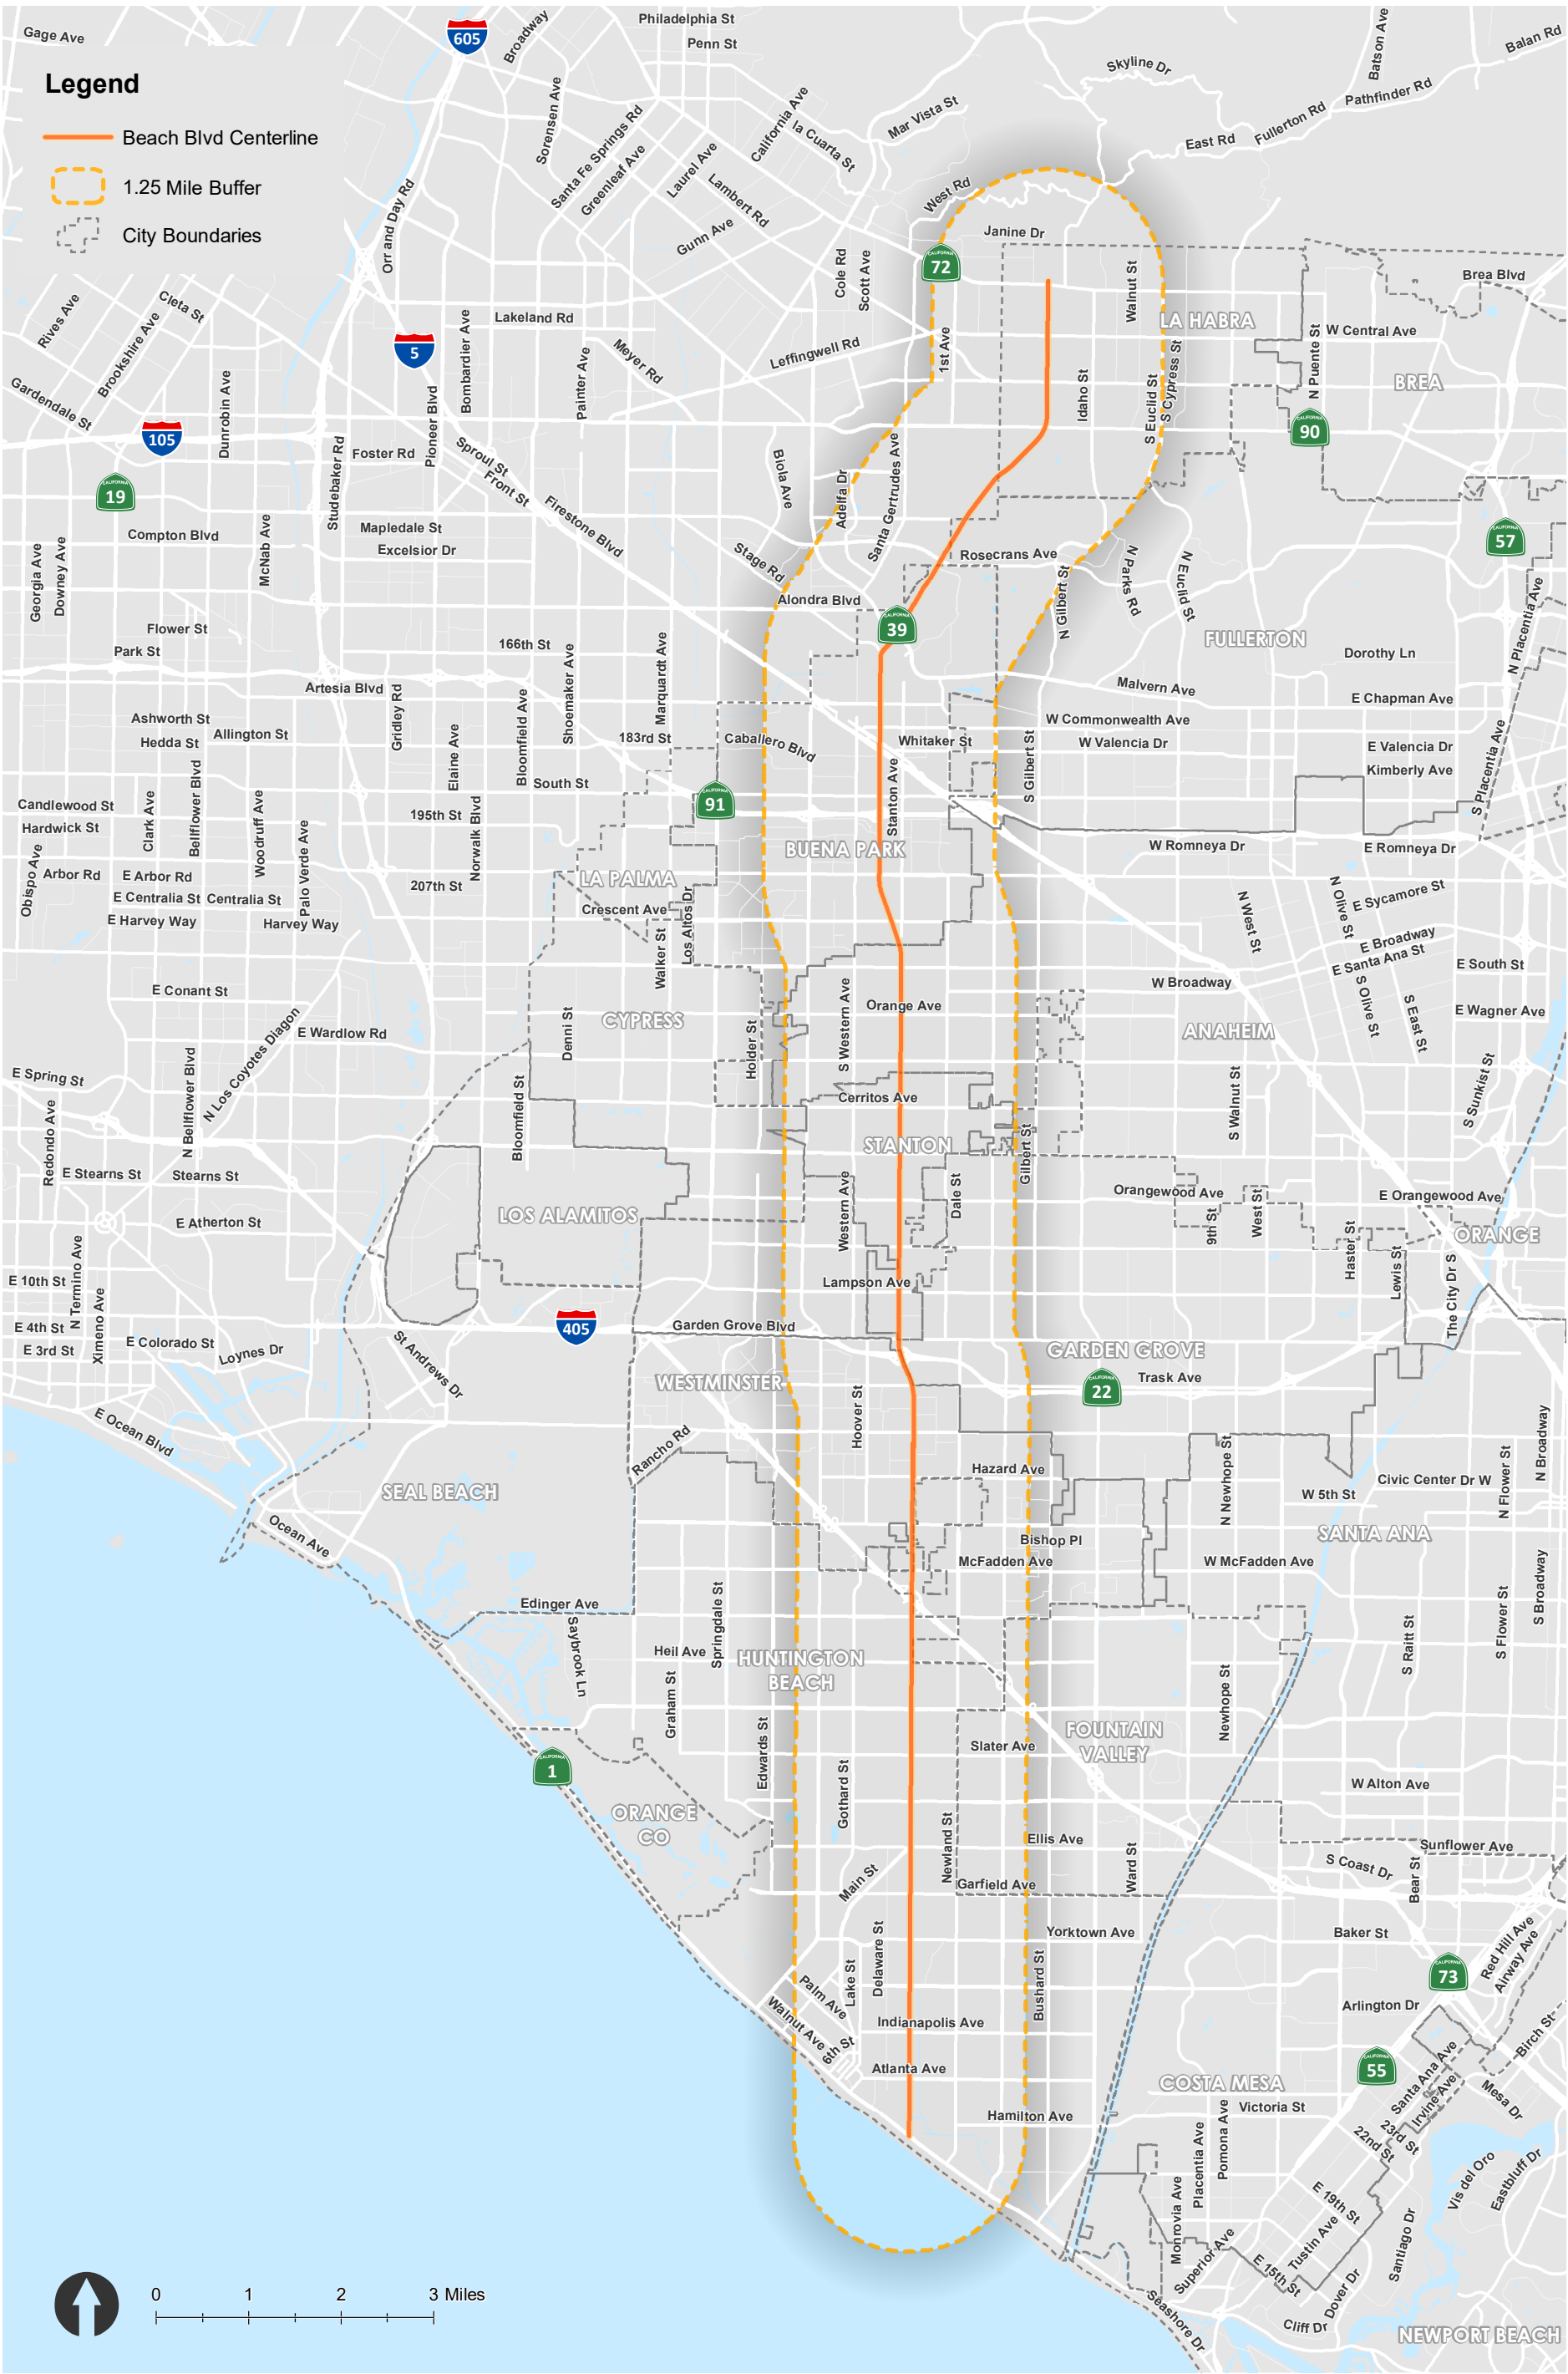 Gage Ave
605
Broadway
Philadelphia St
Penn St
Batson Ave
Balan Rd
Skyline Dr
Pathfinder Rd
Fullerton Rd
East Rd
Legend
Beach Blvd Centerline
1.25 Mile Buffer
City Boundaries
Sorensen Ave
Santa Fe Springs Rd
Greenleaf Ave
Laurel Ave
California Ave
la Cuarta St
Mar Vista St
Lambert Rd
Gunn Ave
Orr and Day Rd
West Rd
Janine Dr
CALIFORNIA
72
Cole Rd
Scott Ave
Walnut St
LA HABRA
Brea Blvd
W Central Ave
N Puente St
BREA
Rives Ave
Cleta St
Brookshire Ave
Gardendale St
Lakeland Rd
5
Bombardier Ave
Painter Ave
Meyer Rd
Leffingwell Rd
1st Ave
Idaho St
S Euclid St
S Cypress St
CALIFORNIA
90
105
Dunrobin Ave
Pioneer Blvd
Studebaker Rd
Foster Rd
Sproul St
Front St
Firestone Blvd
Biola Ave
Adelfa Dr
Santa Gertrudes Ave
CALIFORNIA
19
CALIFORNIA
57
Compton Blvd
Mapledale St
Excelsior Dr
McNab Ave
Georgia Ave
Downey Ave
Stage Rd
Rosecrans Ave
N Gilbert St
N Parks Rd
N Euclid St
N Placentia Ave
Alondra Blvd
CALIFORNIA
39
Flower St
Park St
166th St
FULLERTON
Dorothy Ln
Artesia Blvd
Gridley Rd
Bloomfield Ave
Shoemaker Ave
Marquardt Ave
Malvern Ave
E Chapman Ave
Ashworth St
Hedda St
Allington St
Elaine Ave
183rd St
Caballero Blvd
Whitaker St
W Commonwealth Ave
W Valencia Dr
E Valencia Dr
Kimberly Ave
S Gilbert St
S Placentia Ave
South St
CALIFORNIA
91
Stanton Ave
Candlewood St
Hardwick St
Clark Ave
Bellflower Blvd
Woodruff Ave
Palo Verde Ave
195th St
Norwalk Blvd
BUENA PARK
W Romneya Dr
E Romneya Dr
Obispo Ave
Arbor Rd
E Arbor Rd
207th St
LA PALMA
E Centralia St
Centralia St
E Harvey Way
Harvey Way
Crescent Ave
Walker St
Los Altos Dr
N West St
N Olive St
E Sycamore St
E Broadway
E Santa Ana St
E South St
W Broadway
E Conant St
E Wardlow Rd
N Los Coyotes Diagon
Denni St
CYPRESS
Holder St
S Western Ave
Orange Ave
ANAHEIM
S Olive St
S East St
E Wagner Ave
E Spring St
N Bellflower Blvd
Bloomfield St
Cerritos Ave
S Walnut St
S Sunkist St
Redondo Ave
E Stearns St
Stearns St
STANTON
Gilbert St
Western Ave
Dale St
Orangewood Ave
E Orangewood Ave
9th St
West St
E Atherton St
LOS ALAMITOS
ORANGE
Haster St
Lewis St
The City Dr S
N Termino Ave
Ximeno Ave
E 10th St
Lampson Ave
E 4th St
E 3rd St
E Colorado St
Loynes Dr
405
St Andrews Dr
Garden Grove Blvd
GARDEN GROVE
CALIFORNIA
22
Trask Ave
WESTMINSTER
E Ocean Blvd
Hoover St
Rancho Rd
N Newhope St
N Flower St
N Broadway
SEAL BEACH
Hazard Ave
Civic Center Dr W
W 5th St
Ocean Ave
SANTA ANA
Bishop Pl
McFadden Ave
W McFadden Ave
Edinger Ave
Saybrook Ln
Springdale St
Heil Ave
Graham St
HUNTINGTON
BEACH
Newhope St
S Raitt St
S Flower St
S Broadway
Edwards St
CALIFORNIA
1
FOUNTAIN
VALLEY
Slater Ave
Gothard St
W Alton Ave
ORANGE
CO
Newland St
Ellis Ave
Ward St
Sunflower Ave
S Coast Dr
Bear St
Main St
Garfield Ave
Yorktown Ave
Baker St
Red Hill Ave
Airway Ave
CALIFORNIA
73
Delaware St
Lake St
Bushard St
Palm Ave
Walnut Ave
6th St
Indianapolis Ave
Arlington Dr
Birch St
Atlanta Ave
CALIFORNIA
55
Santa Ana Ave
Irvine Ave
Mesa Dr
COSTA MESA
Victoria St
Hamilton Ave
23rd St
22nd St
Placentia Ave
Pomona Ave
Monrovia Ave
Vis del Oro
Eastbluff Dr
E 19th St
Tustin Ave
Santiago Dr
Superior Ave
E 15th St
Dover Dr
Cliff Dr
Seashore Dr
NEWPORT BEACH
0 1 2 3 Miles